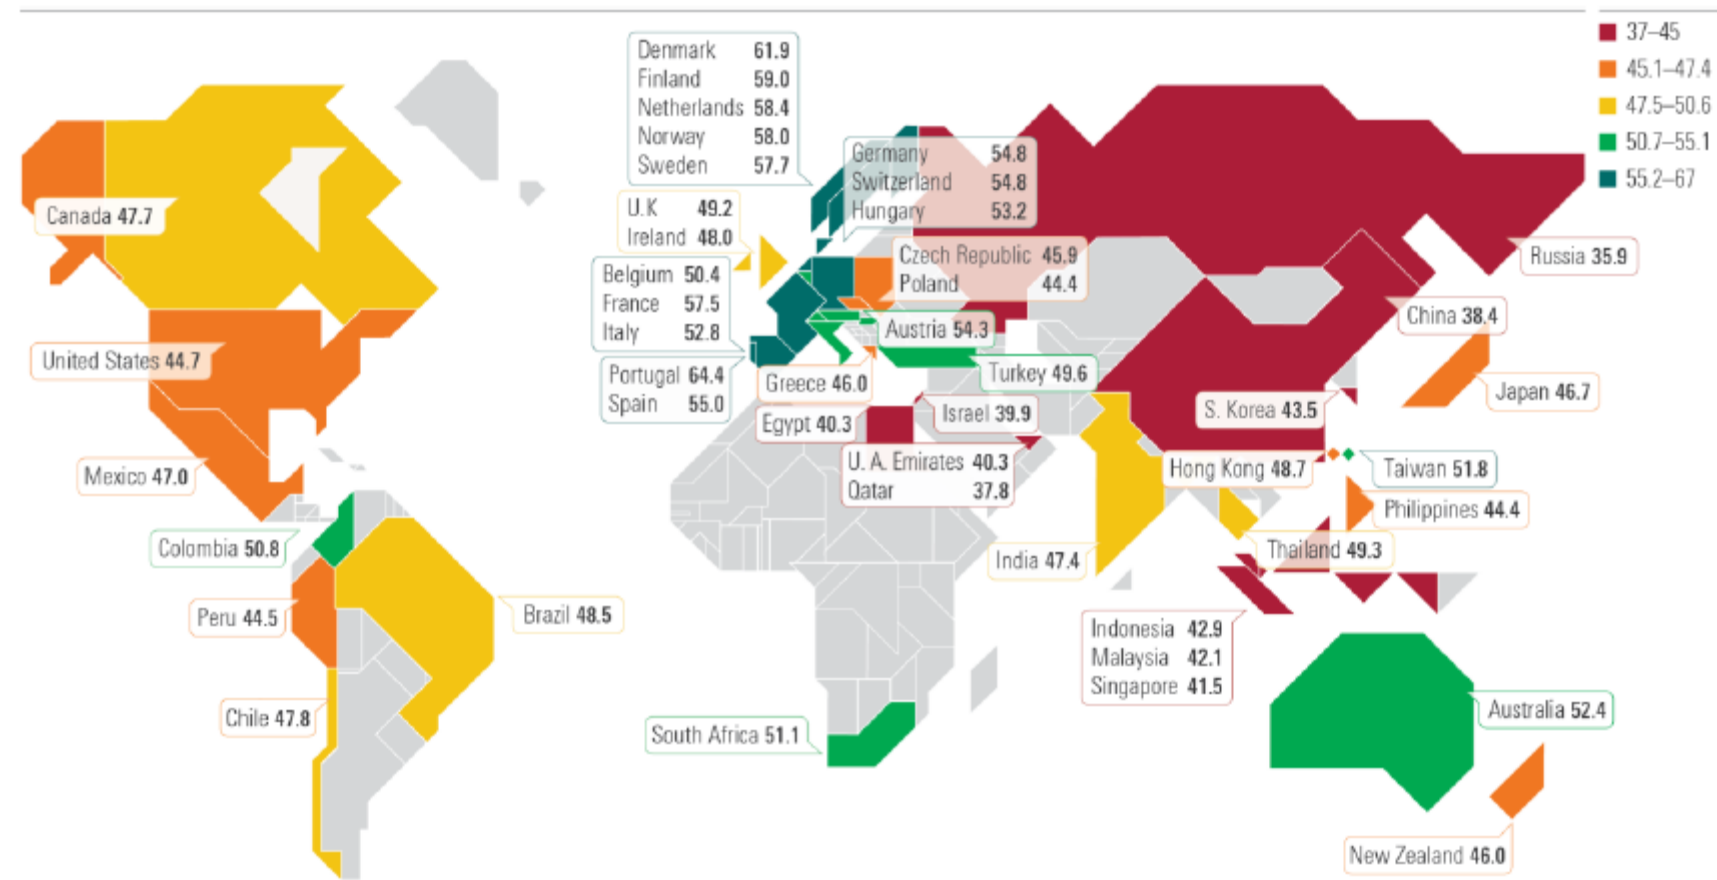 37–45
45.1–47.4
47.5–50.6
50.7–55.1
55.2–67
Denmark 61.9
Finland 59.0
Netherlands 58.4
Norway 58.0
Sweden 57.7
Germany 54.8
Switzerland 54.8
Hungary 53.2
Canada 47.7
U.K 49.2
Ireland 48.0
Czech Republic 45.9
Poland 44.4
Russia 35.9
Belgium 50.4
France 57.5
Italy 52.8
China 38.4
Austria 54.3
United States 44.7
Portugal 64.4
Spain 55.0
Greece 46.0
Turkey 49.6
Japan 46.7
Egypt 40.3
Israel 39.9
S. Korea 43.5
Mexico 47.0
U. A. Emirates 40.3
Qatar 37.8
Hong Kong 48.7
Taiwan 51.8
Philippines 44.4
Colombia 50.8
India 47.4
Thailand 49.3
Peru 44.5
Brazil 48.5
Indonesia 42.9
Malaysia 42.1
Singapore 41.5
Chile 47.8
South Africa 51.1
Australia 52.4
New Zealand 46.0